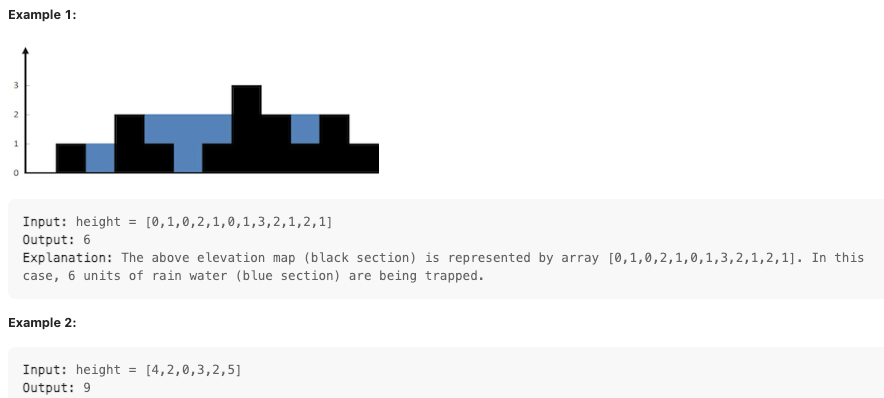 Example 1:
3
2
1
0
Input: height = [0,1,0,2,1,0,1,3,2,1,2,1]
Output: 6
Explanation: The above elevation map (black section) is represented by array [0,1,0,2,1,0,1,3,2,1,2,1]. In this
case, 6 units of rain water (blue section) are being trapped.
Example 2:
Input: height = [4,2,0,3,2,5]
Output: 9